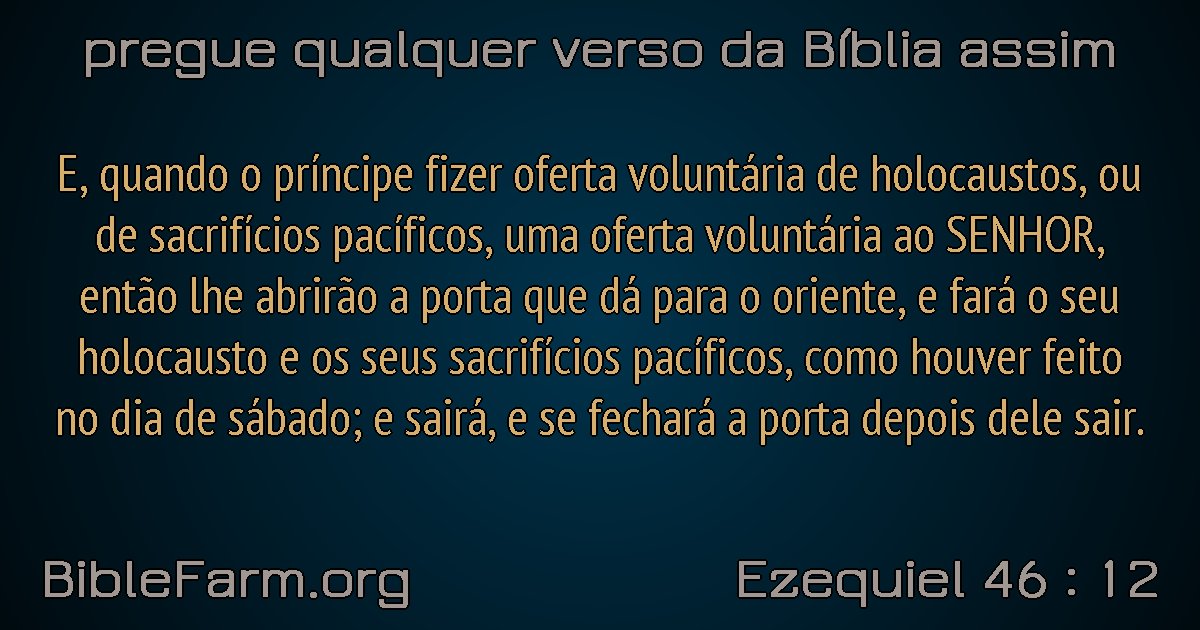 pregue qualquer verso da Bíblia assim
E, quando o príncipe fizer oferta voluntária de holocaustos, ou
de sacrifícios pacíficos, uma oferta voluntária ao SENHOR,
então lhe abrirão a porta que dá para o oriente, e fará o seu
holocausto e os seus sacrifícios pacíficos, como houver feito
no dia de sábado; e sairá, e se fechará a porta depois dele sair.
BibleFarm.org
Ezequiel 46 : 12